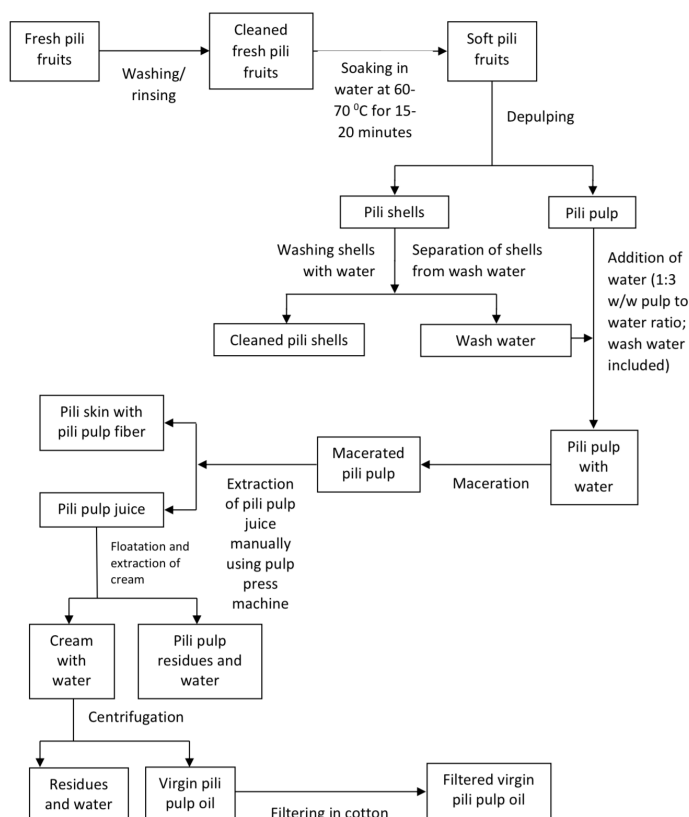 Fresh pili
fruits
Washing/
rinsing
Cleaned
fresh pili
fruits
Soaking in
water at 60-
70 ⁰C for 15-
20 minutes
Soft pili
fruits
Depulping
Pili shells
Pili pulp
Washing shells
with water
Separation of shells
from wash water
Addition of
water (1:3
w/w pulp to
water ratio;
wash water
included)
Cleaned pili shells
Wash water
Pili pulp
with
water
Maceration
Macerated
pili pulp
Extraction
of pili pulp
juice
manually
using pulp
press
machine
Pili skin with
pili pulp fiber
Pili pulp juice
Floatation and
extraction of
cream
Cream
with
water
Pili pulp
residues and
water
Centrifugation
Residues
and water
Virgin pili
pulp oil
Filtering in cotton
Filtered virgin
pili pulp oil